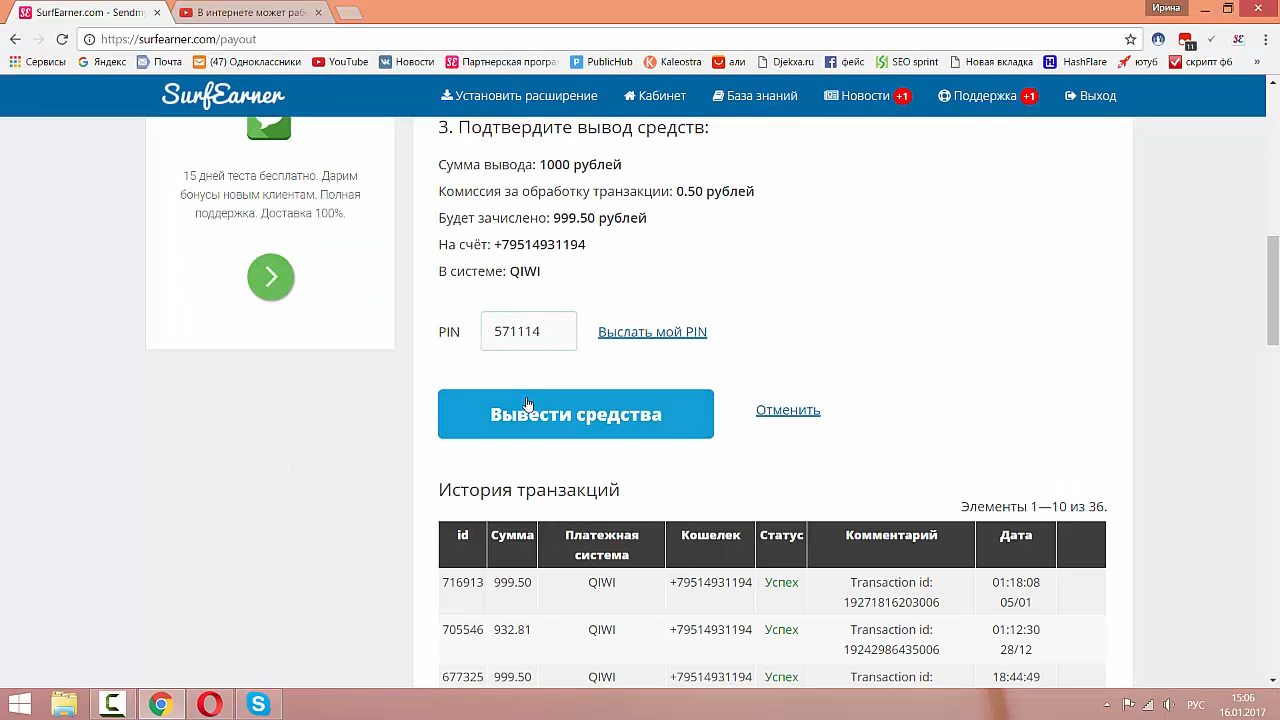 SurfEarner.com - Sendmy
В интернете может раб
Ирина
https://surfearner.com/payout
11
Сервисы
Яндекс
Почта
(47) Одноклассники
YouTube
Новости
Партнерская програм
PublicHub
Kaleostra
али
Djekxa.ru
фейс
SEO sprint
Новая вкладка
HashFlare
ютуб
скрипт фб
»
SurfEarner
Установить расширение
Кабинет
База знаний
Новости +1
Поддержка +1
Выход
15 дней теста бесплатно. Дарим
бонусы новым клиентам. Полная
поддержка. Доставка 100%.
3. Подтвердите вывод средств:
Сумма вывода: 1000 рублей
Комиссия за обработку транзакции: 0.50 рублей
Будет зачислено: 999.50 рублей
На счёт: +79514931194
В системе: QIWI
PIN
571114
Выслать мой PIN
Вывести средства
Отменить
История транзакций
Элементы 1—10 из 36.
id Сумма Платежная система Кошелек Статус Комментарий Дата
716913 999.50 QIWI +79514931194 Успех Transaction id: 19271816203006 01:18:08 05/01
705546 932.81 QIWI +79514931194 Успех Transaction id: 19242986435006 01:12:30 28/12
677325 999.50 QIWI +79514931194 Успех Transaction id: 18:44:49
РУС
15:06
16.01.2017